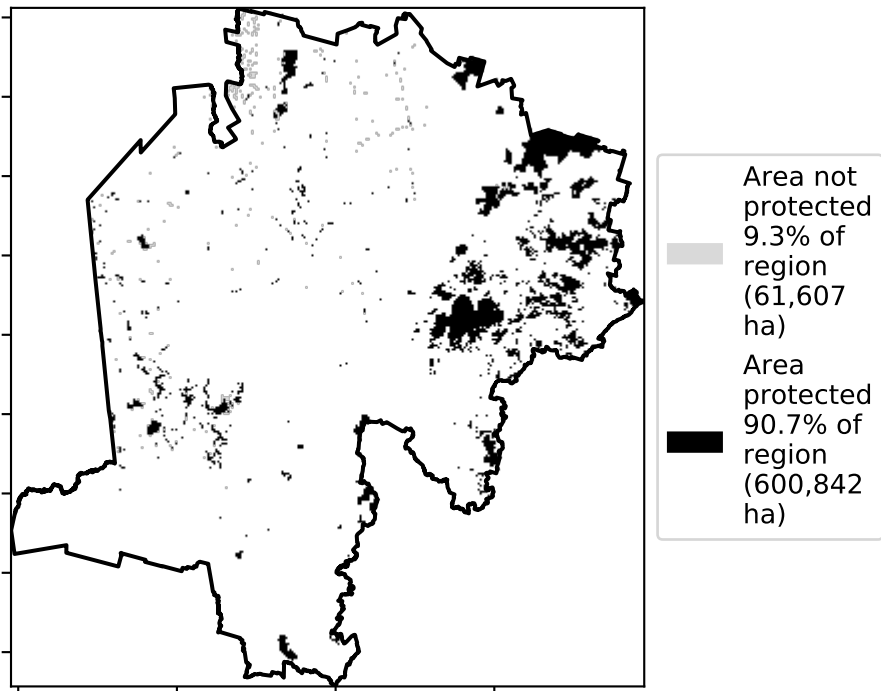 Area not
protected
9.3% of
region
(61,607
ha)
Area
protected
90.7% of
region
(600,842
ha)